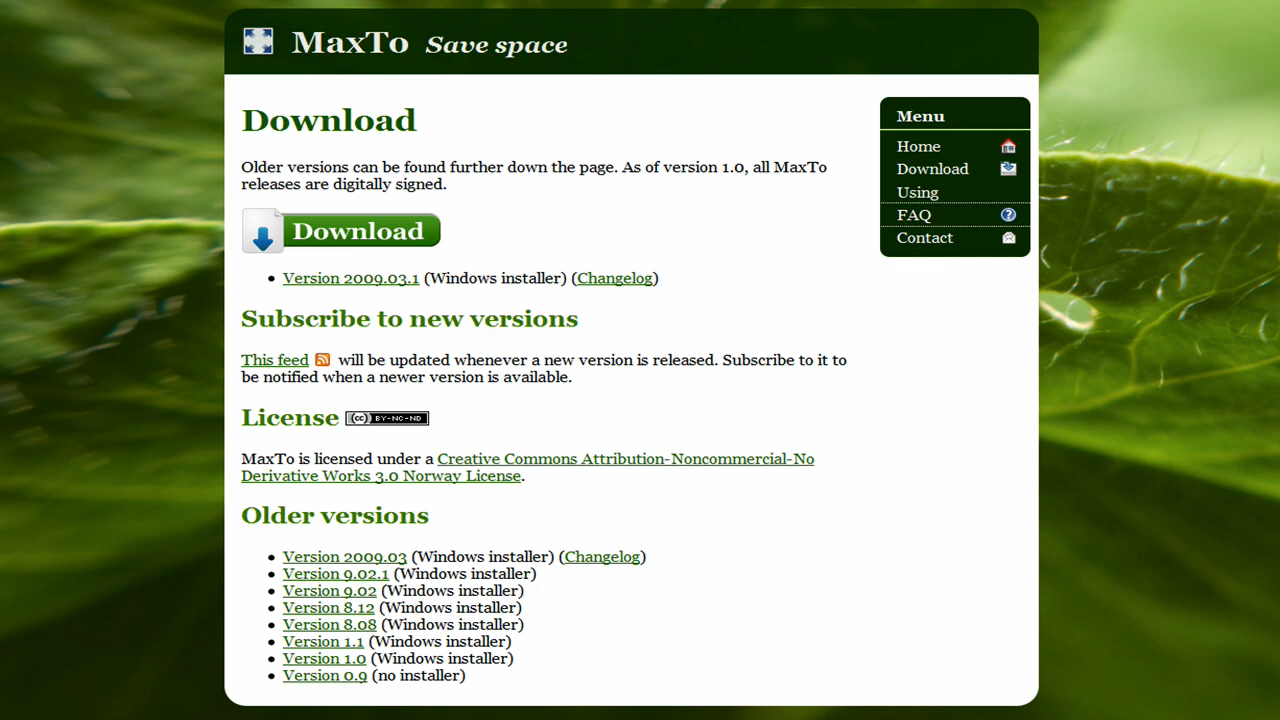 MaxTo Save space
Download
Older versions can be found further down the page. As of version 1.0, all MaxTo
releases are digitally signed.
Download
Version 2009.03.1 (Windows installer) (Changelog)
Subscribe to new versions
This feed will be updated whenever a new version is released. Subscribe to it to
be notified when a newer version is available.
License CC BY-NC-ND
MaxTo is licensed under a Creative Commons Attribution-Noncommercial-No
Derivative Works 3.0 Norway License.
Older versions
Version 2009.03 (Windows installer) (Changelog)
Version 9.02.1 (Windows installer)
Version 9.02 (Windows installer)
Version 8.12 (Windows installer)
Version 8.08 (Windows installer)
Version 1.1 (Windows installer)
Version 1.0 (Windows installer)
Version 0.9 (no installer)
Menu
Home
Download
Using
FAQ
Contact